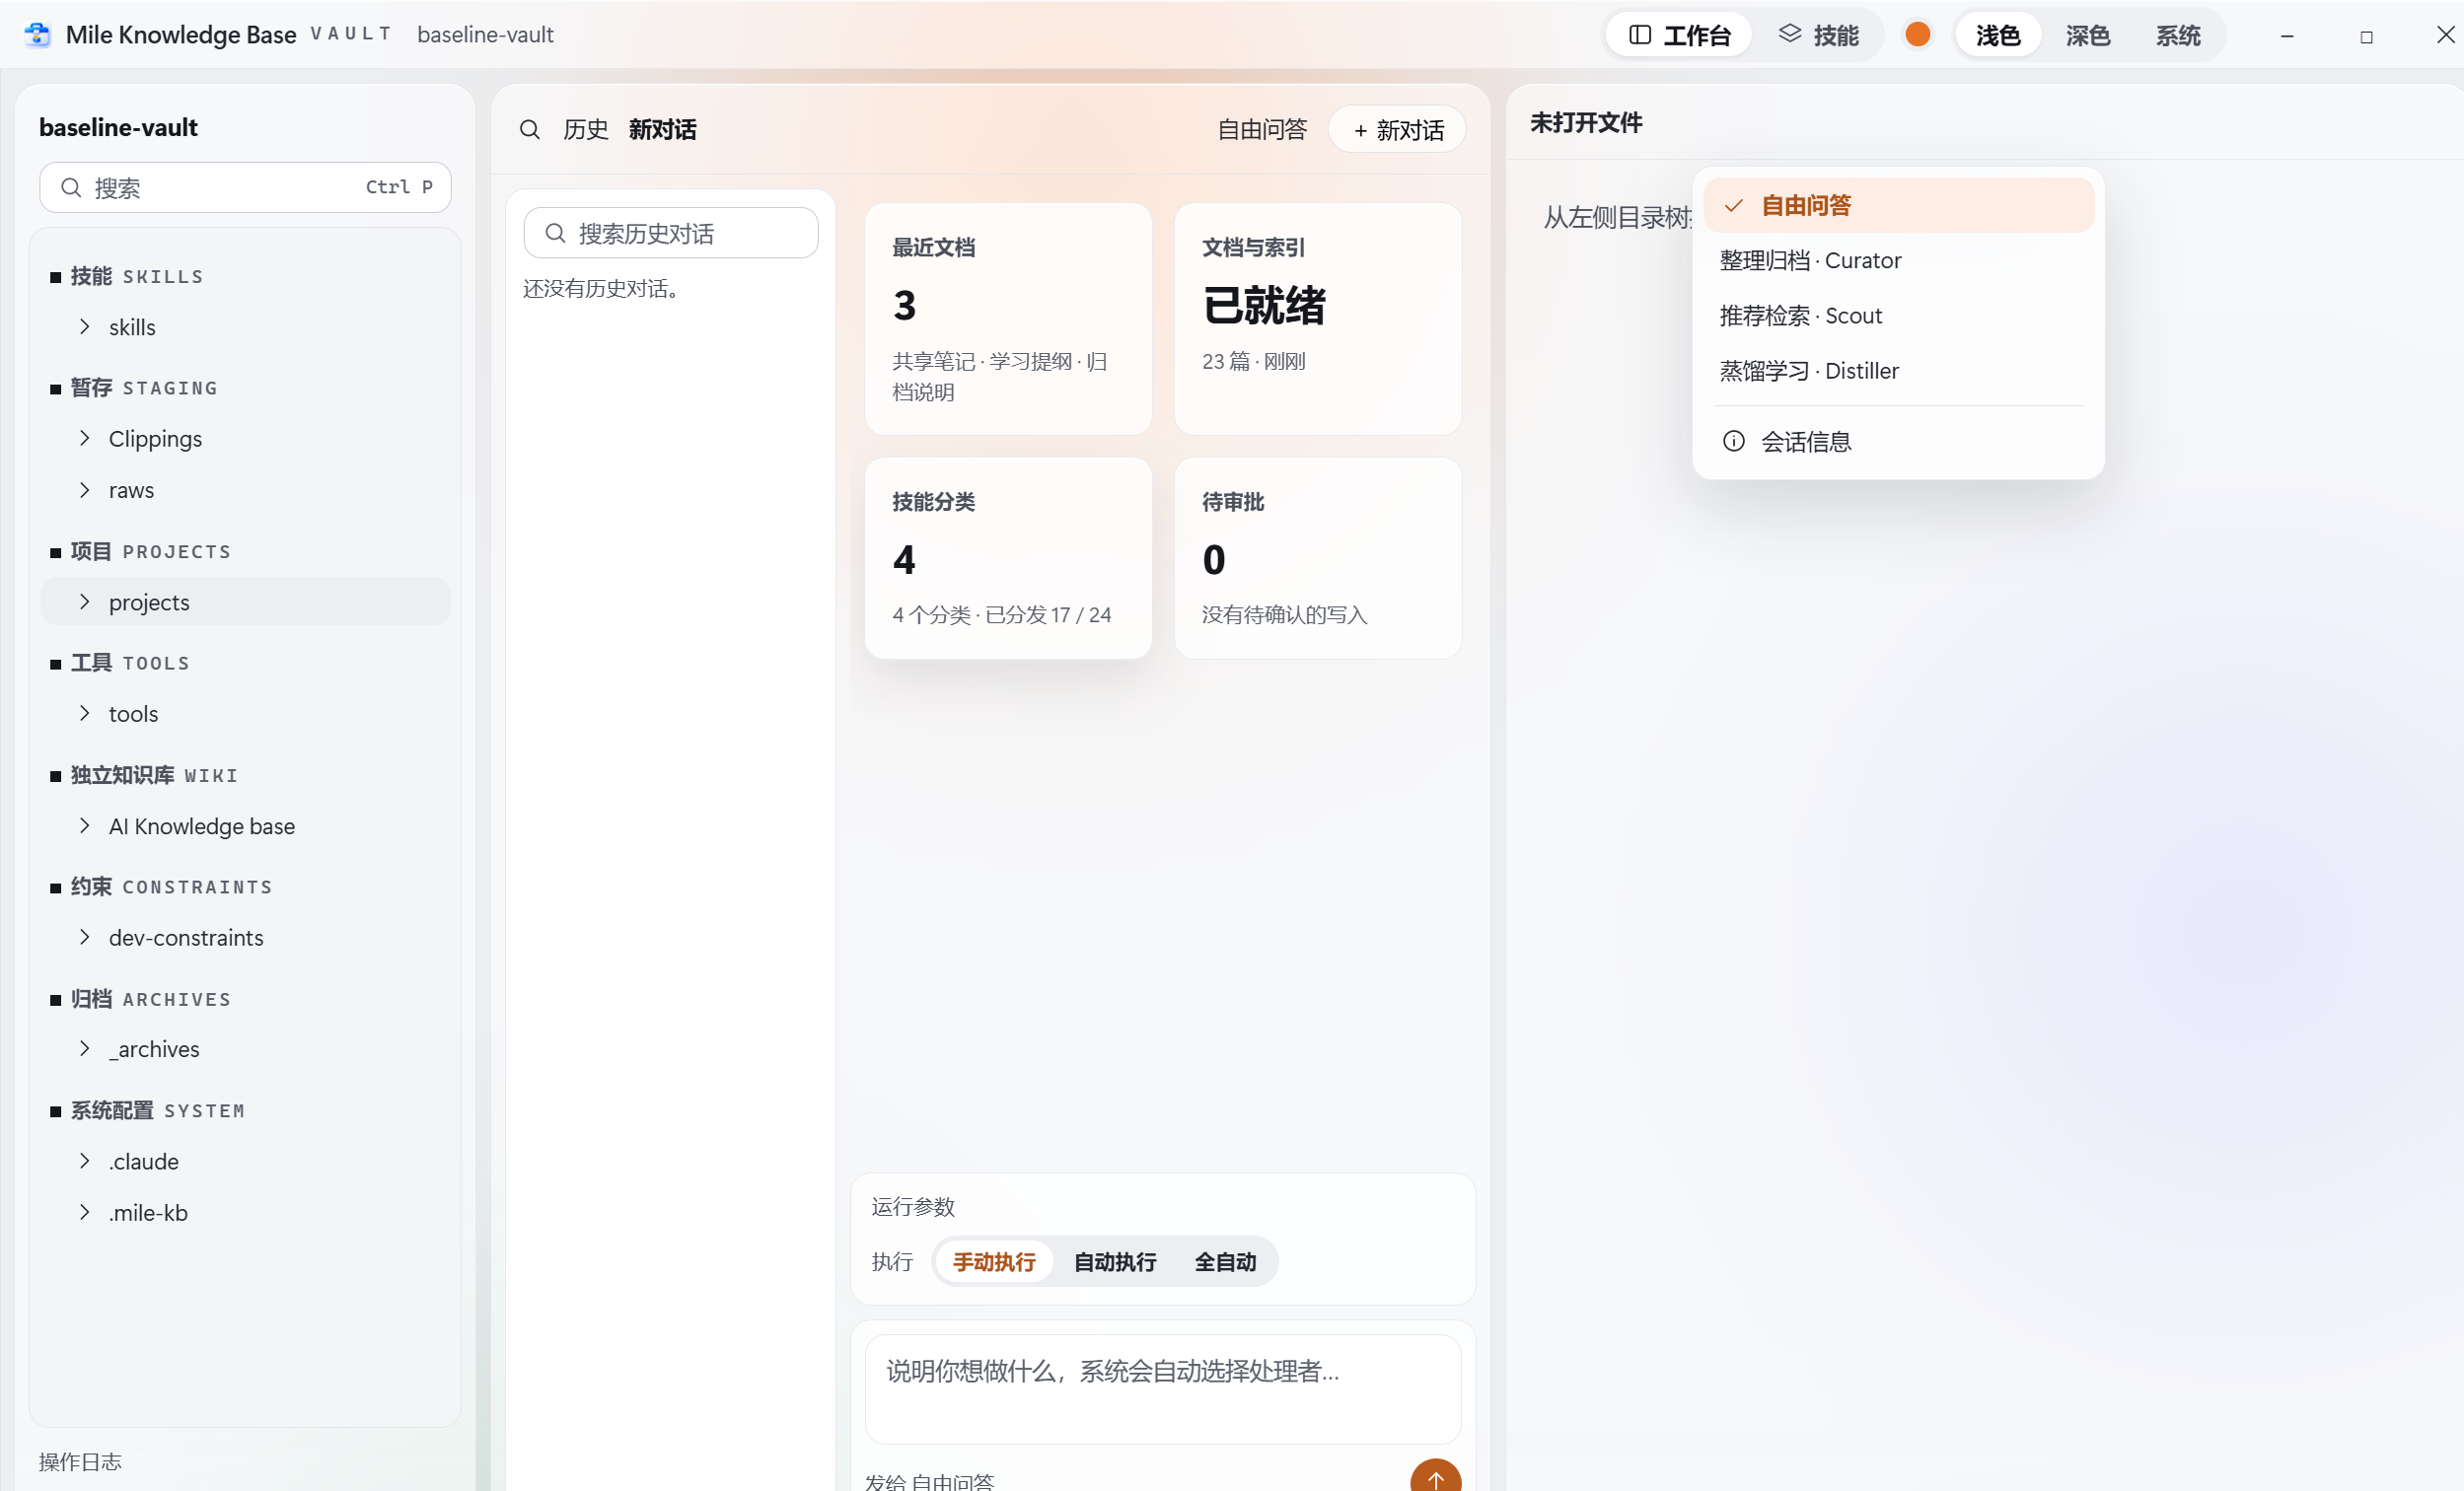 Mile Knowledge Base VAULT baseline-vault
工作台 技能 浅色 深色 系统
baseline-vault
搜索 Ctrl P
技能 SKILLS
skills
暂存 STAGING
Clippings
raws
项目 PROJECTS
projects
工具 TOOLS
tools
独立知识库 WIKI
AI Knowledge base
约束 CONSTRAINTS
dev-constraints
归档 ARCHIVES
_archives
系统配置 SYSTEM
.claude
.mile-kb
操作日志
历史 新对话 自由问答 + 新对话
搜索历史对话
还没有历史对话。
最近文档
3
共享笔记 · 学习提纲 · 归
档说明
文档与索引
已就绪
23 篇 · 刚刚
技能分类
4
4 个分类 · 已分发 17 / 24
待审批
0
没有待确认的写入
运行参数
执行 手动执行 自动执行 全自动
说明你想做什么，系统会自动选择处理者...
发给 自由问答
未打开文件
从左侧目录树
自由问答
整理归档 · Curator
推荐检索 · Scout
蒸馏学习 · Distiller
会话信息